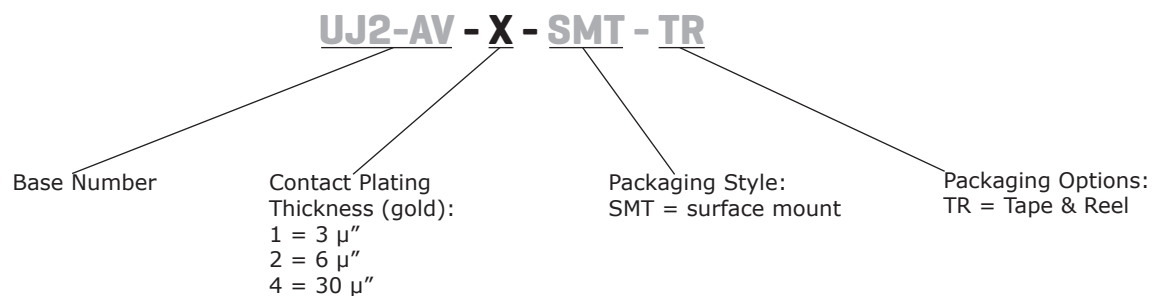 UJ2-AV - X - SMT - TR
Base Number
Contact Plating
Thickness (gold):
1 = 3 μ”
2 = 6 μ”
4 = 30 μ”
Packaging Style:
SMT = surface mount
Packaging Options:
TR = Tape & Reel